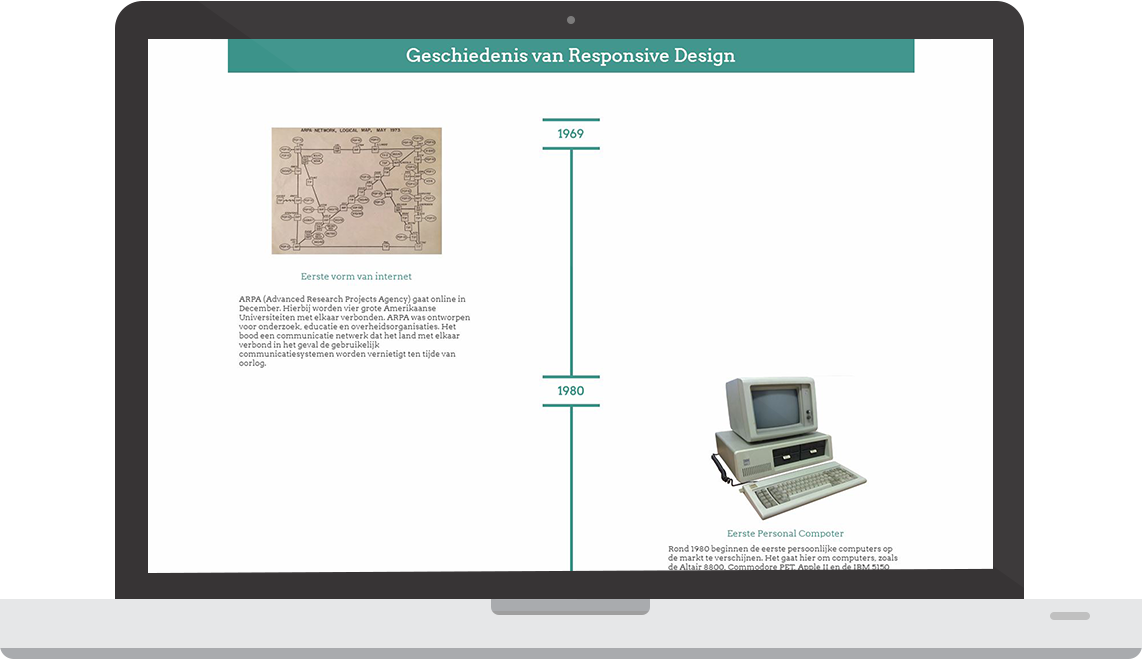 Geschiedenis van Responsive Design
1969
ARPA NETWORK, LOGICAL MAP, MAY 1973
Eerste vorm van internet
ARPA (Advanced Research Projects Agency) gaat online in
December. Hierbij worden vier grote Amerikaanse
Universiteiten met elkaar verbonden. ARPA was ontworpen
voor onderzoek, educatie en overheidsorganisaties. Het
bood een communicatie netwerk dat het land met elkaar
verbond in het geval de gebruikelijk
communicatiesystemen worden vernietigt ten tijde van
oorlog.
1980
Eerste Personal Compoter
Rond 1980 beginnen de eerste persoonlijke computers op
de markt te verschijnen. Het gaat hier om computers, zoals
de Altair 8800, Commodore PET, Apple II en de IBM 5150.